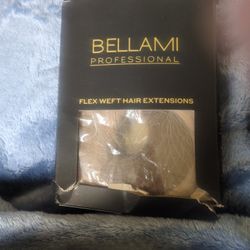 BELLAMI
PROFESSIONAL
FLEX WEFT HAIR EXTENSIONS